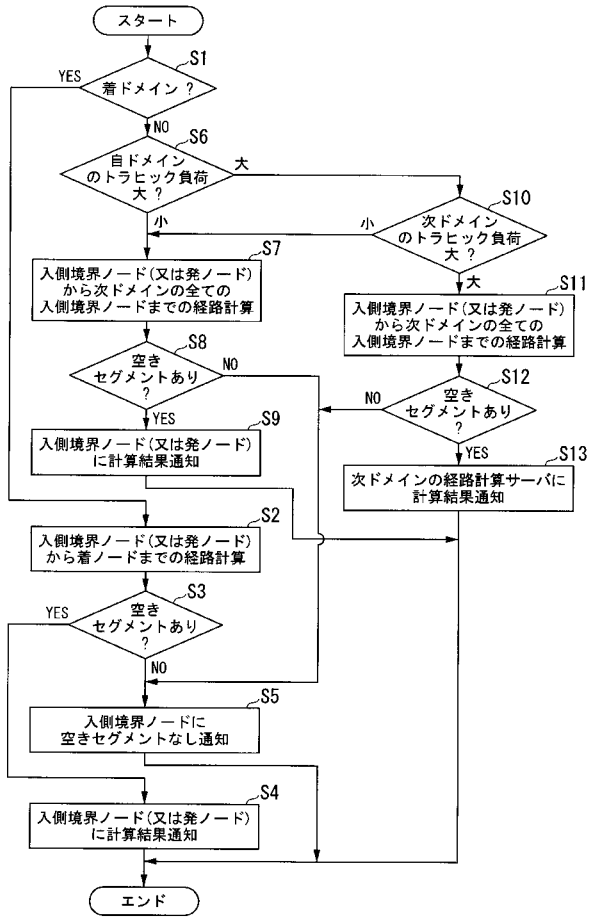 スタート
S1
着ドメイン ?
YES
NO
S6
自ドメイン
のトラヒック負荷
大 ?
大
小
S10
次ドメイン
のトラヒック負荷
大 ?
小
大
S7
入側境界ノード(又は発ノード)
から次ドメインの全ての
入側境界ノードまでの経路計算
S11
入側境界ノード(又は発ノード)
から次ドメインの全ての
入側境界ノードまでの経路計算
S8
空き
セグメントあり
?
NO
YES
S12
空き
セグメントあり
?
NO
YES
S9
入側境界ノード(又は発ノード)
に計算結果通知
S13
次ドメインの経路計算サーバに
計算結果通知
S2
入側境界ノード(又は発ノード)
から着ノードまでの経路計算
S3
空き
セグメントあり
?
YES
NO
S5
入側境界ノードに
空きセグメントなし通知
S4
入側境界ノード(又は発ノード)
に計算結果通知
エンド